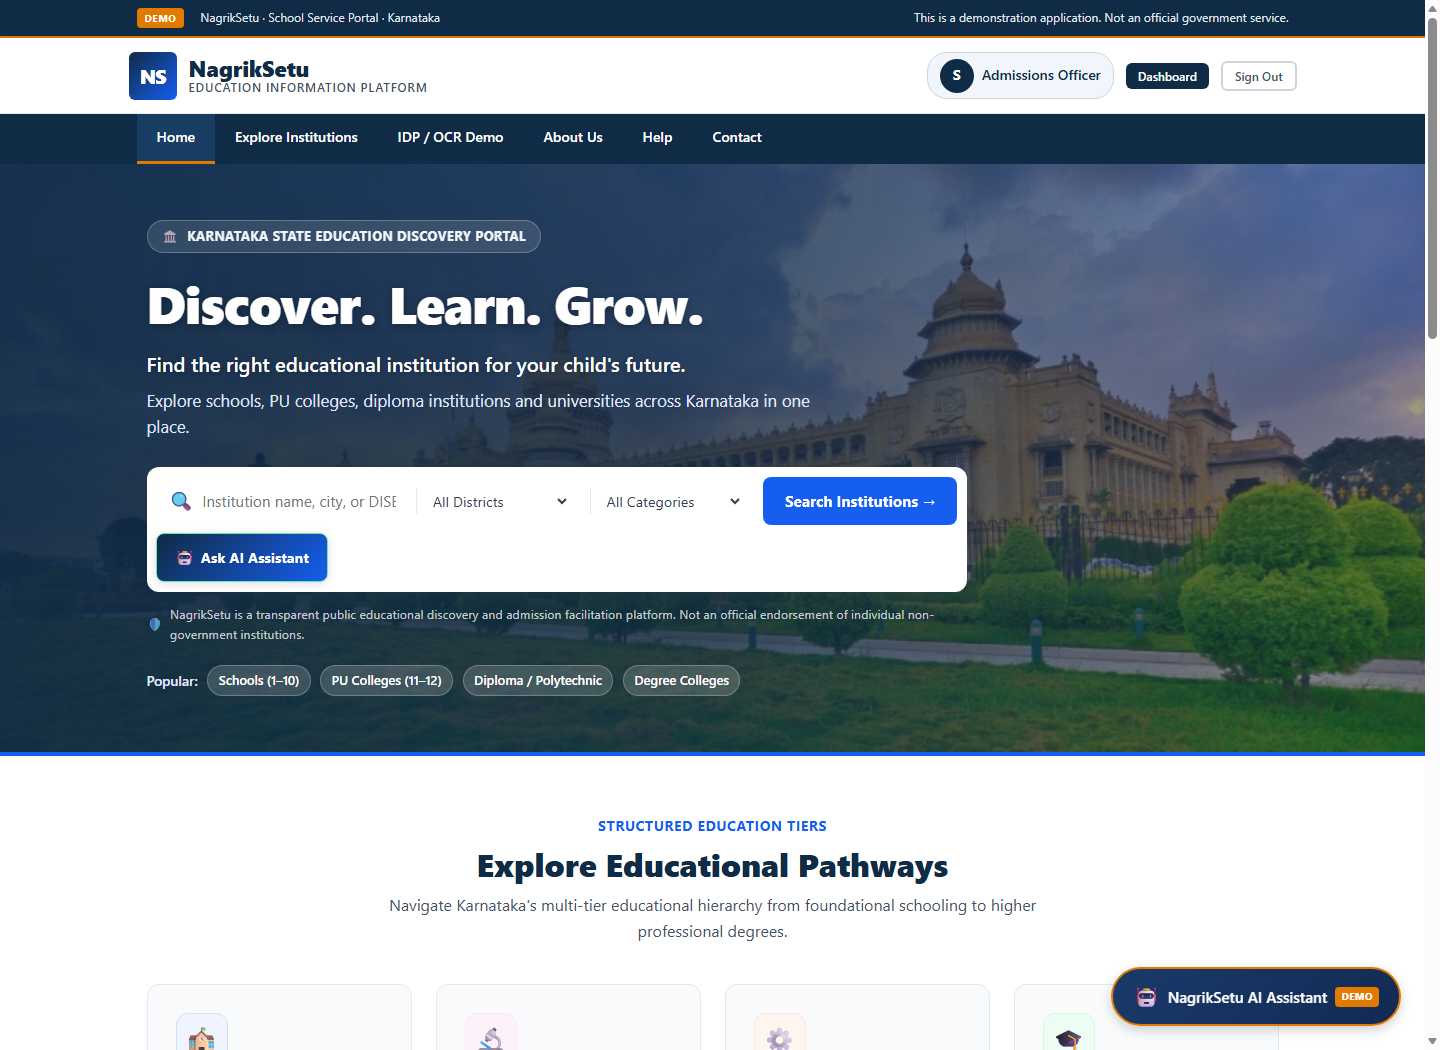 DEMO NagrikSetu · School Service Portal · Karnataka
This is a demonstration application. Not an official government service.
NS
NagrikSetu
EDUCATION INFORMATION PLATFORM
S Admissions Officer
Dashboard
Sign Out
Home
Explore Institutions
IDP / OCR Demo
About Us
Help
Contact
KARNATAKA STATE EDUCATION DISCOVERY PORTAL
Discover. Learn. Grow.
Find the right educational institution for your child's future.
Explore schools, PU colleges, diploma institutions and universities across Karnataka in one
place.
Institution name, city, or DISE
All Districts
All Categories
Search Institutions →
Ask AI Assistant
NagrikSetu is a transparent public educational discovery and admission facilitation platform. Not an official endorsement of individual non-
government institutions.
Popular:
Schools (1–10)
PU Colleges (11–12)
Diploma / Polytechnic
Degree Colleges
STRUCTURED EDUCATION TIERS
Explore Educational Pathways
Navigate Karnataka's multi-tier educational hierarchy from foundational schooling to higher
professional degrees.
NagrikSetu AI Assistant DEMO